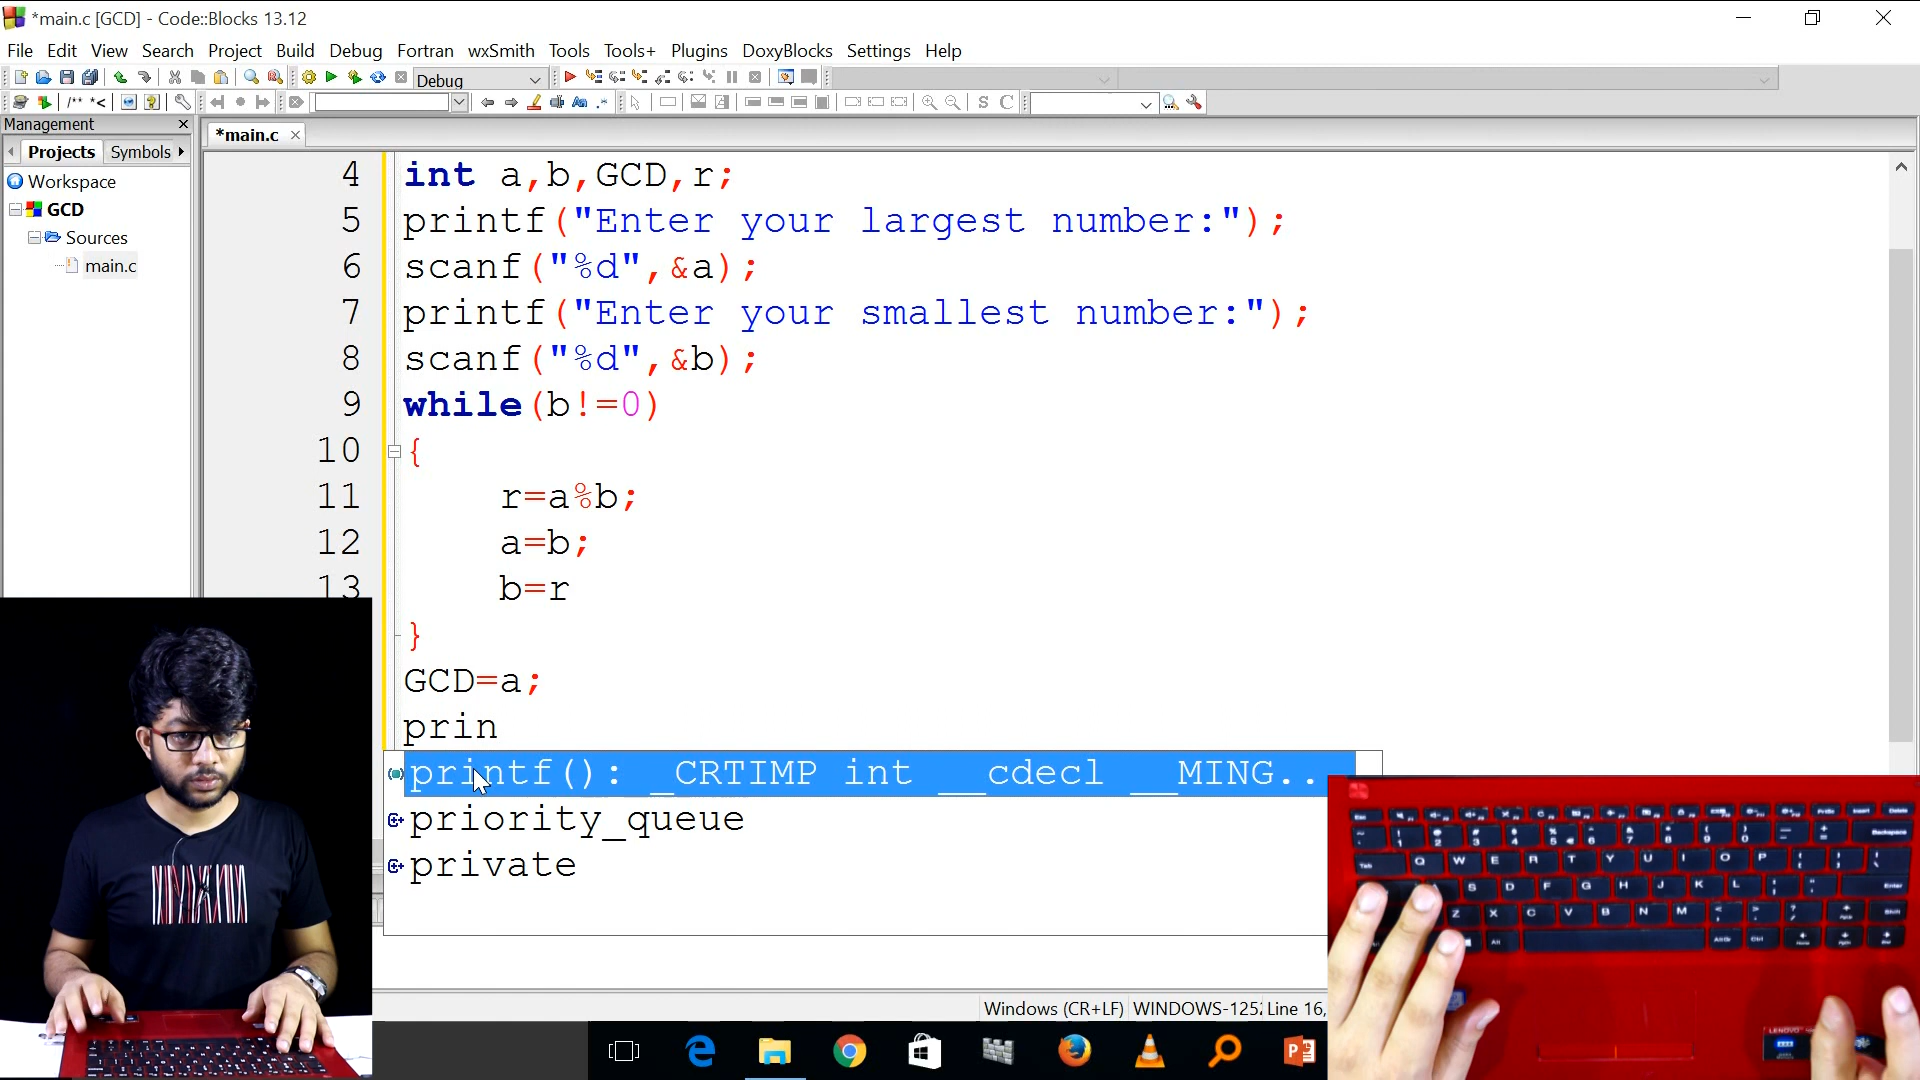 *main.c [GCD] - Code::Blocks 13.12
File Edit View Search Project Build Debug Fortran wxSmith Tools Tools+ Plugins DoxyBlocks Settings Help
Debug
/** *<
S C
Management
Projects Symbols
Workspace
GCD
Sources
main.c
*main.c
4 int a,b,GCD,r;
5 printf("Enter your largest number:");
6 scanf("%d",&a);
7 printf("Enter your smallest number:");
8 scanf("%d",&b);
9 while(b!=0)
10 {
11 r=a%b;
12 a=b;
13 b=r
}
GCD=a;
prin
printf(): _CRTIMP int __cdecl __MING..
priority_queue
private
Windows (CR+LF) WINDOWS-1252 Line 16,
Q W E R T Y U I O P
S D F G H J K L
Z X C V B N M
LENOVO